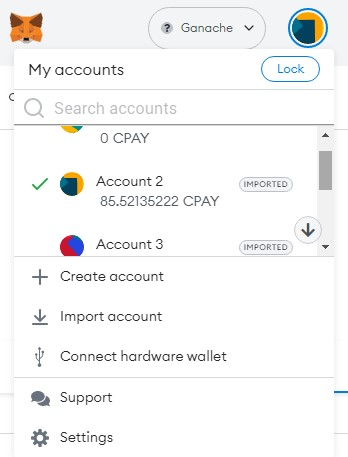 Ganache
My accounts
Lock
Search accounts
0 CPAY
Account 2
IMPORTED
85.52135222 CPAY
Account 3
IMPORTED
Create account
Import account
Connect hardware wallet
Support
Settings